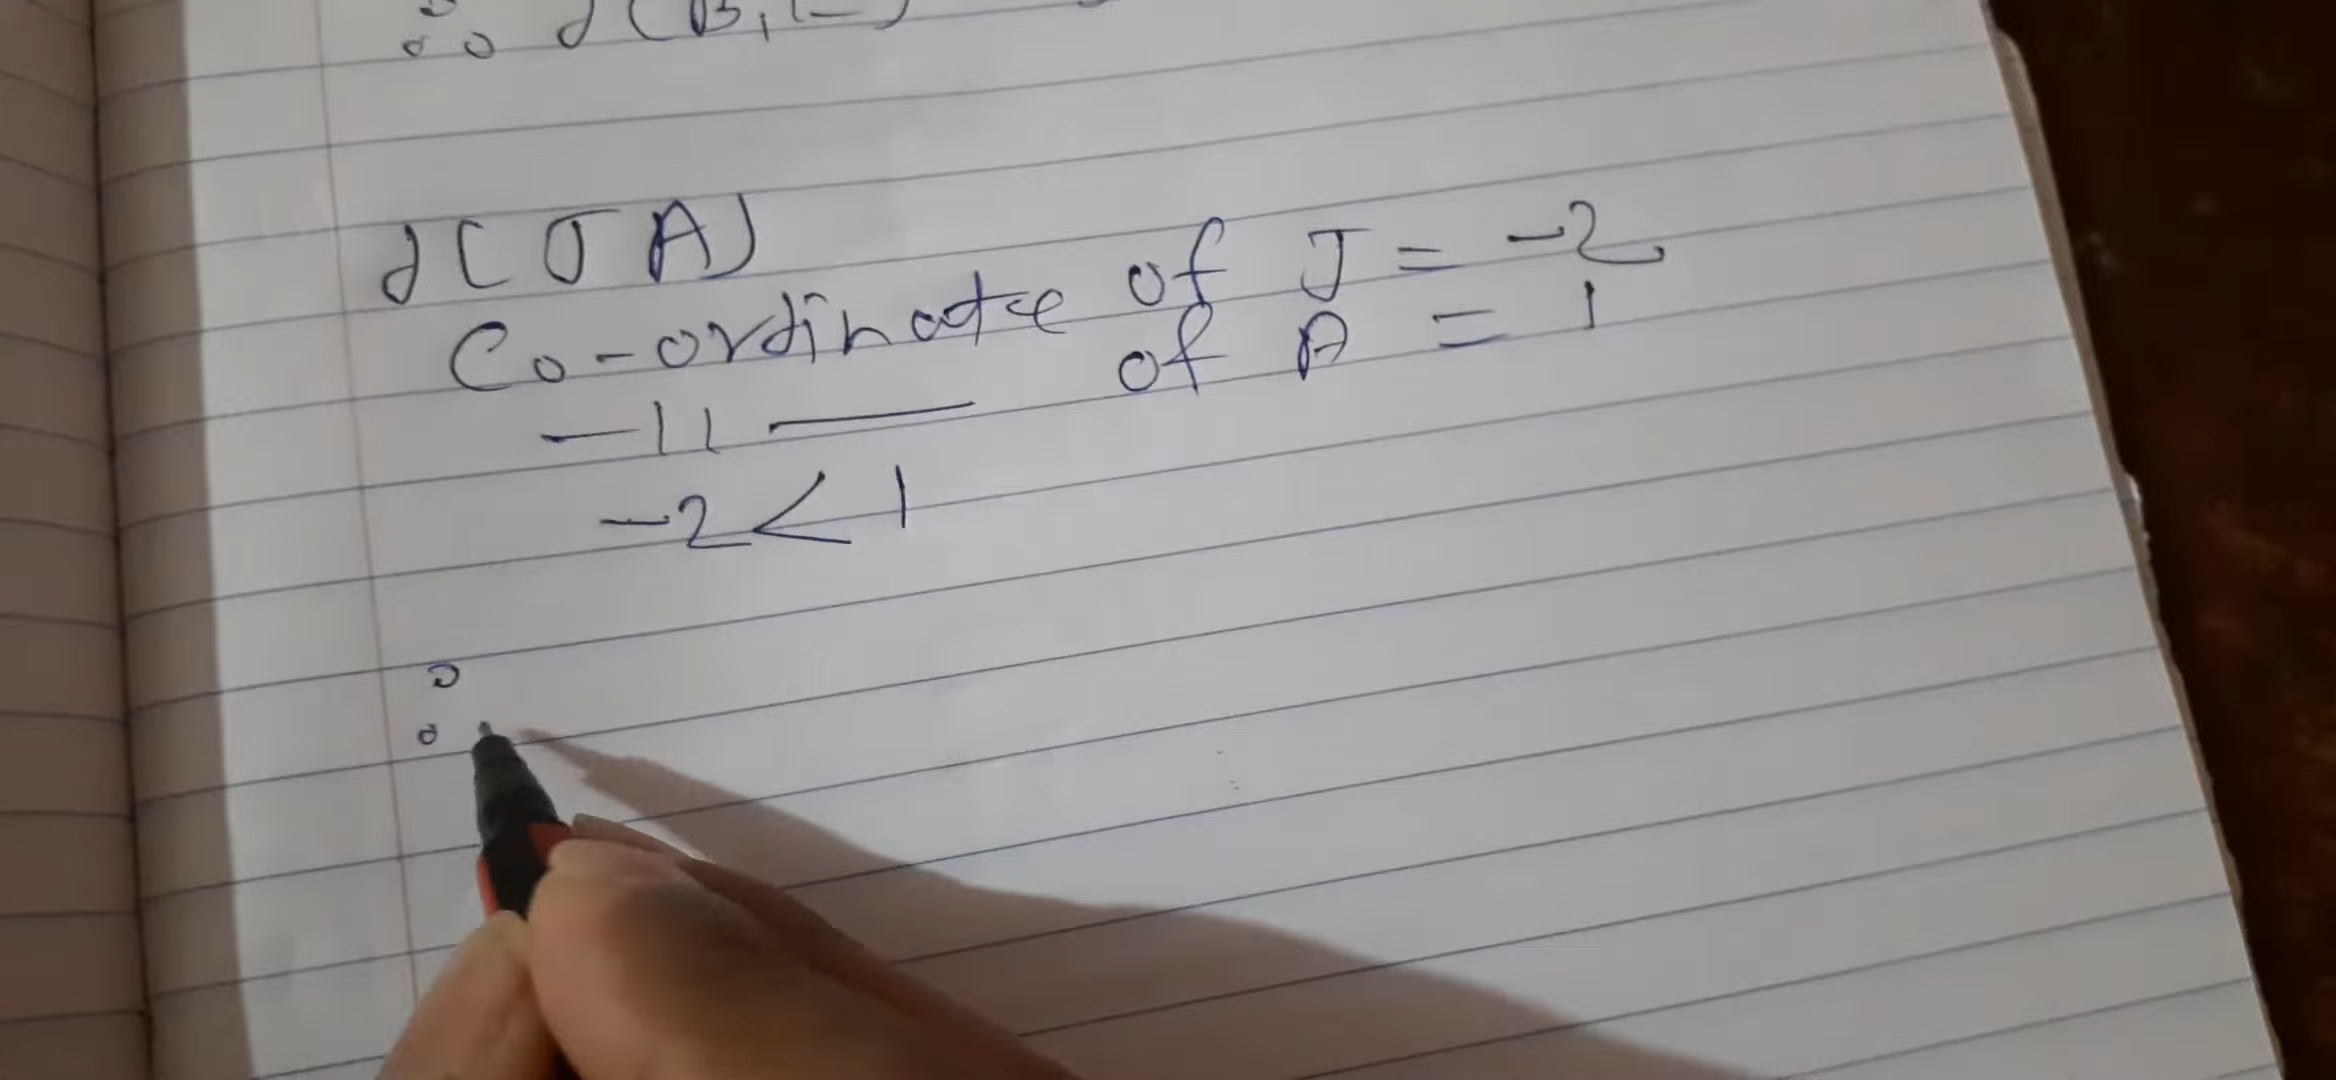 ∴ d(B,E)
d(JA)
Co-ordinate of J = -2
—11— of A = 1
-2 < 1